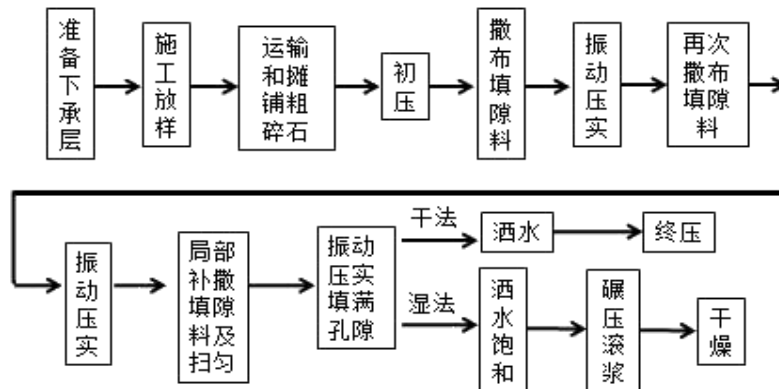 准备下承层
施工放样
运输
和摊
铺粗
碎石
初压
撒布填隙料
振动压实
再次
撒布
填隙
料
振动压实
局部
补撒
填隙
料及
扫匀
振动
压实
填满
孔隙
干法
洒水
终压
湿法
洒水饱和
碾压滚浆
干燥